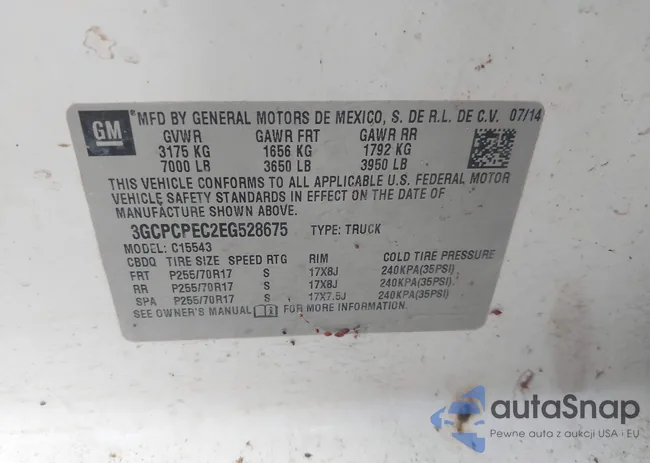 GM
®MFD BY GENERAL MOTORS DE MEXICO, S. DE R.L. DE C.V. 07/14
GVWR GAWR FRT GAWR RR
3175 KG 1656 KG 1792 KG
7000 LB 3650 LB 3950 LB
THIS VEHICLE CONFORMS TO ALL APPLICABLE U.S. FEDERAL MOTOR
VEHICLE SAFETY STANDARDS IN EFFECT ON THE DATE OF
MANUFACTURE SHOWN ABOVE.
3GCPCPEC2EG528675 TYPE: TRUCK
MODEL: C15543
CBDQ TIRE SIZE SPEED RTG RIM COLD TIRE PRESSURE
FRT P255/70R17 S 17X8J 240KPA(35PSI)
RR P255/70R17 S 17X8J 240KPA(35PSI)
SPA P255/70R17 S 17X7.5J 240KPA(35PSI)
SEE OWNER'S MANUAL FOR MORE INFORMATION.
autaSnap
Pewne auta z aukcji USA i EU